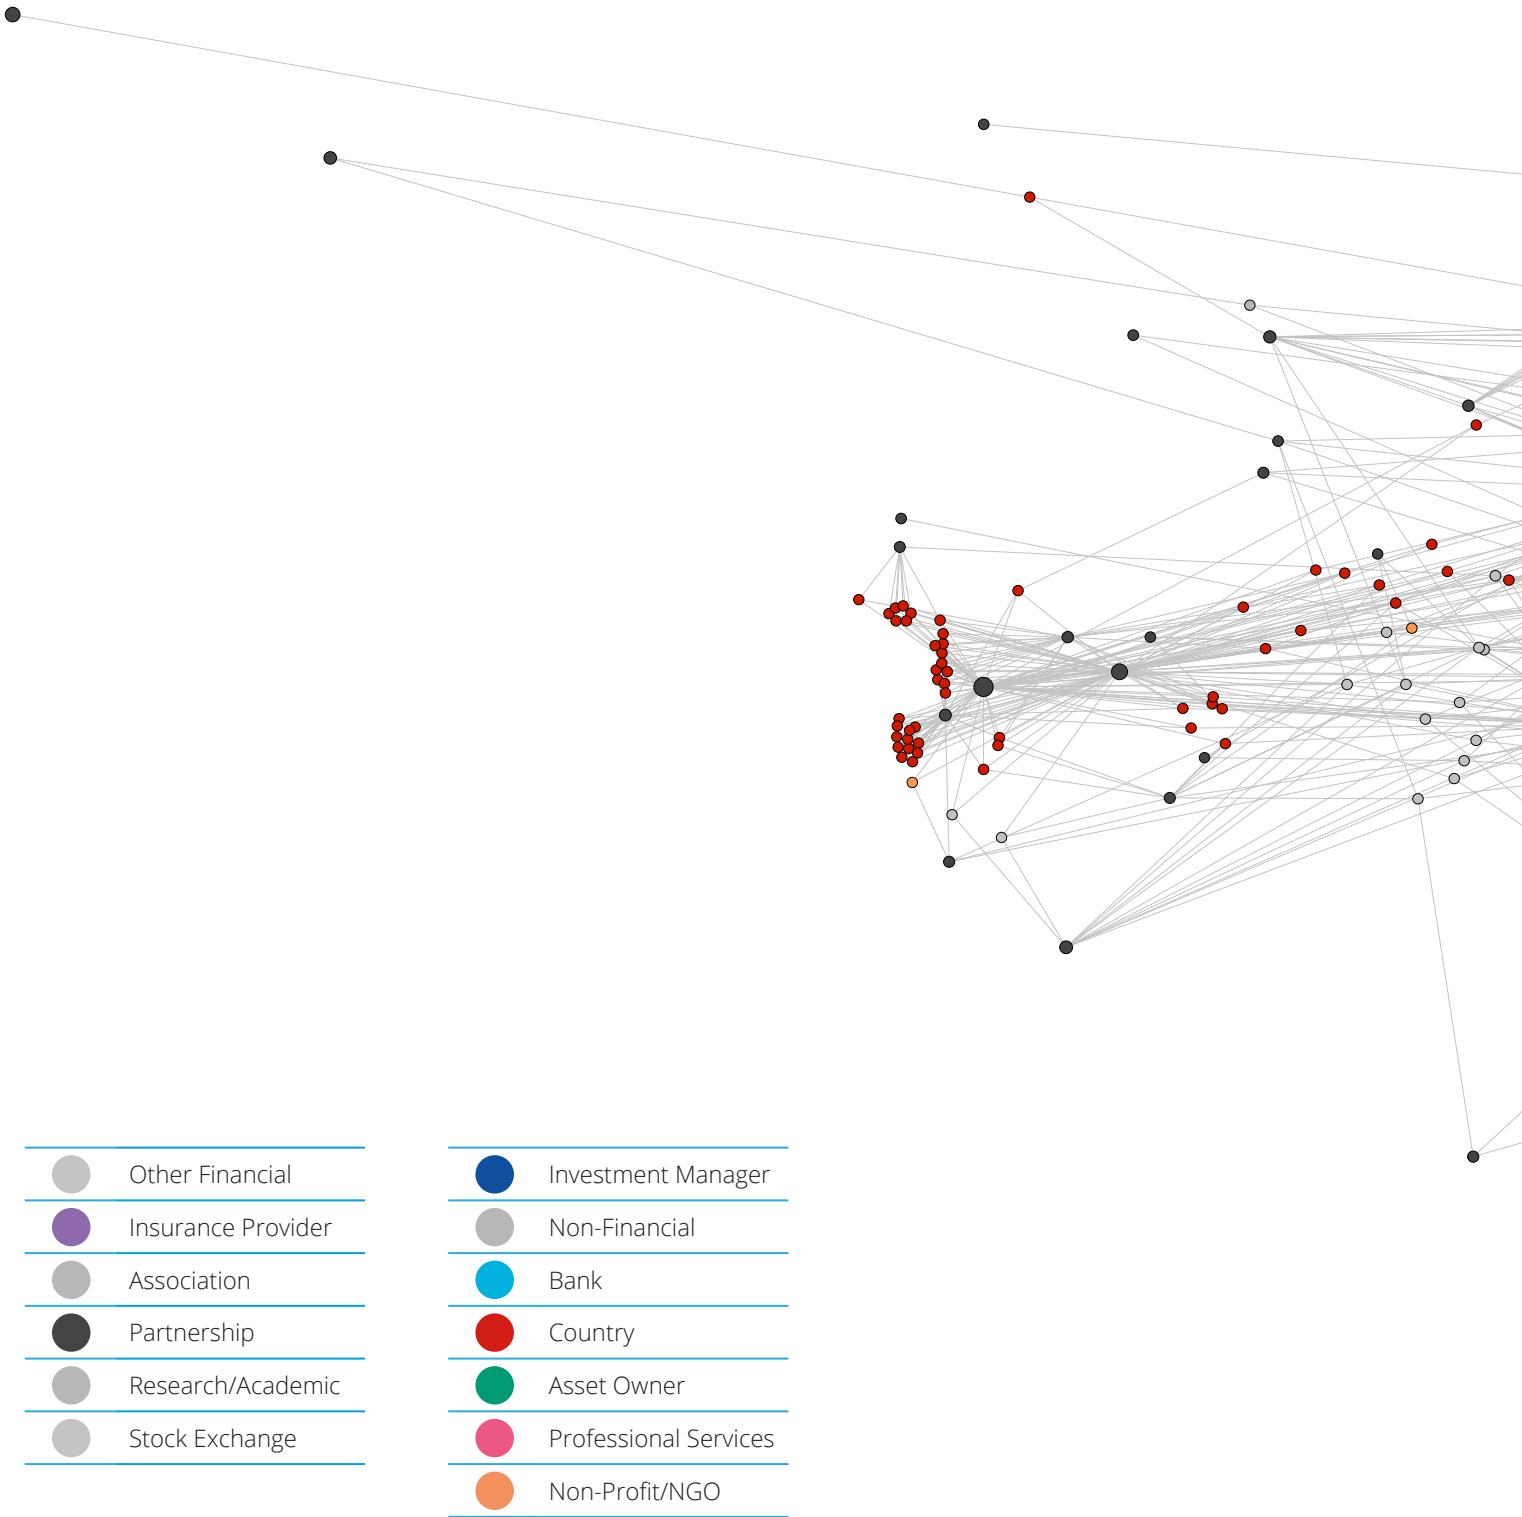 Other Financial
Insurance Provider
Association
Partnership
Research/Academic
Stock Exchange
Investment Manager
Non-Financial
Bank
Country
Asset Owner
Professional Services
Non-Profit/NGO